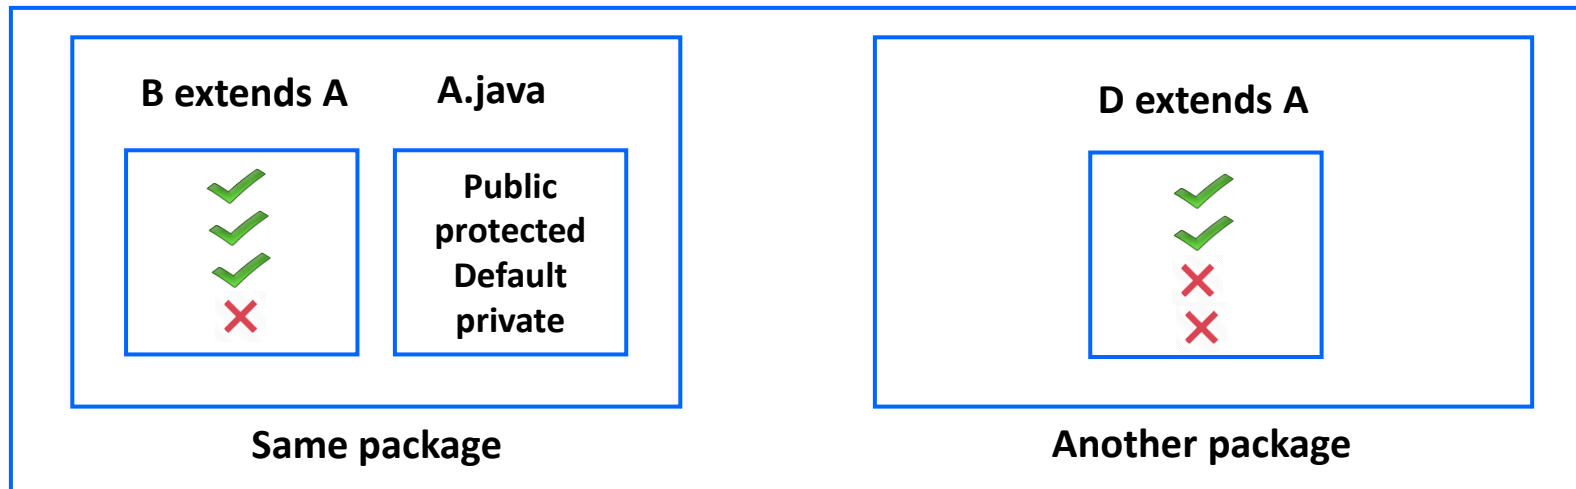 B extends A
A.java
Public
protected
Default
private
Same package
D extends A
Another package